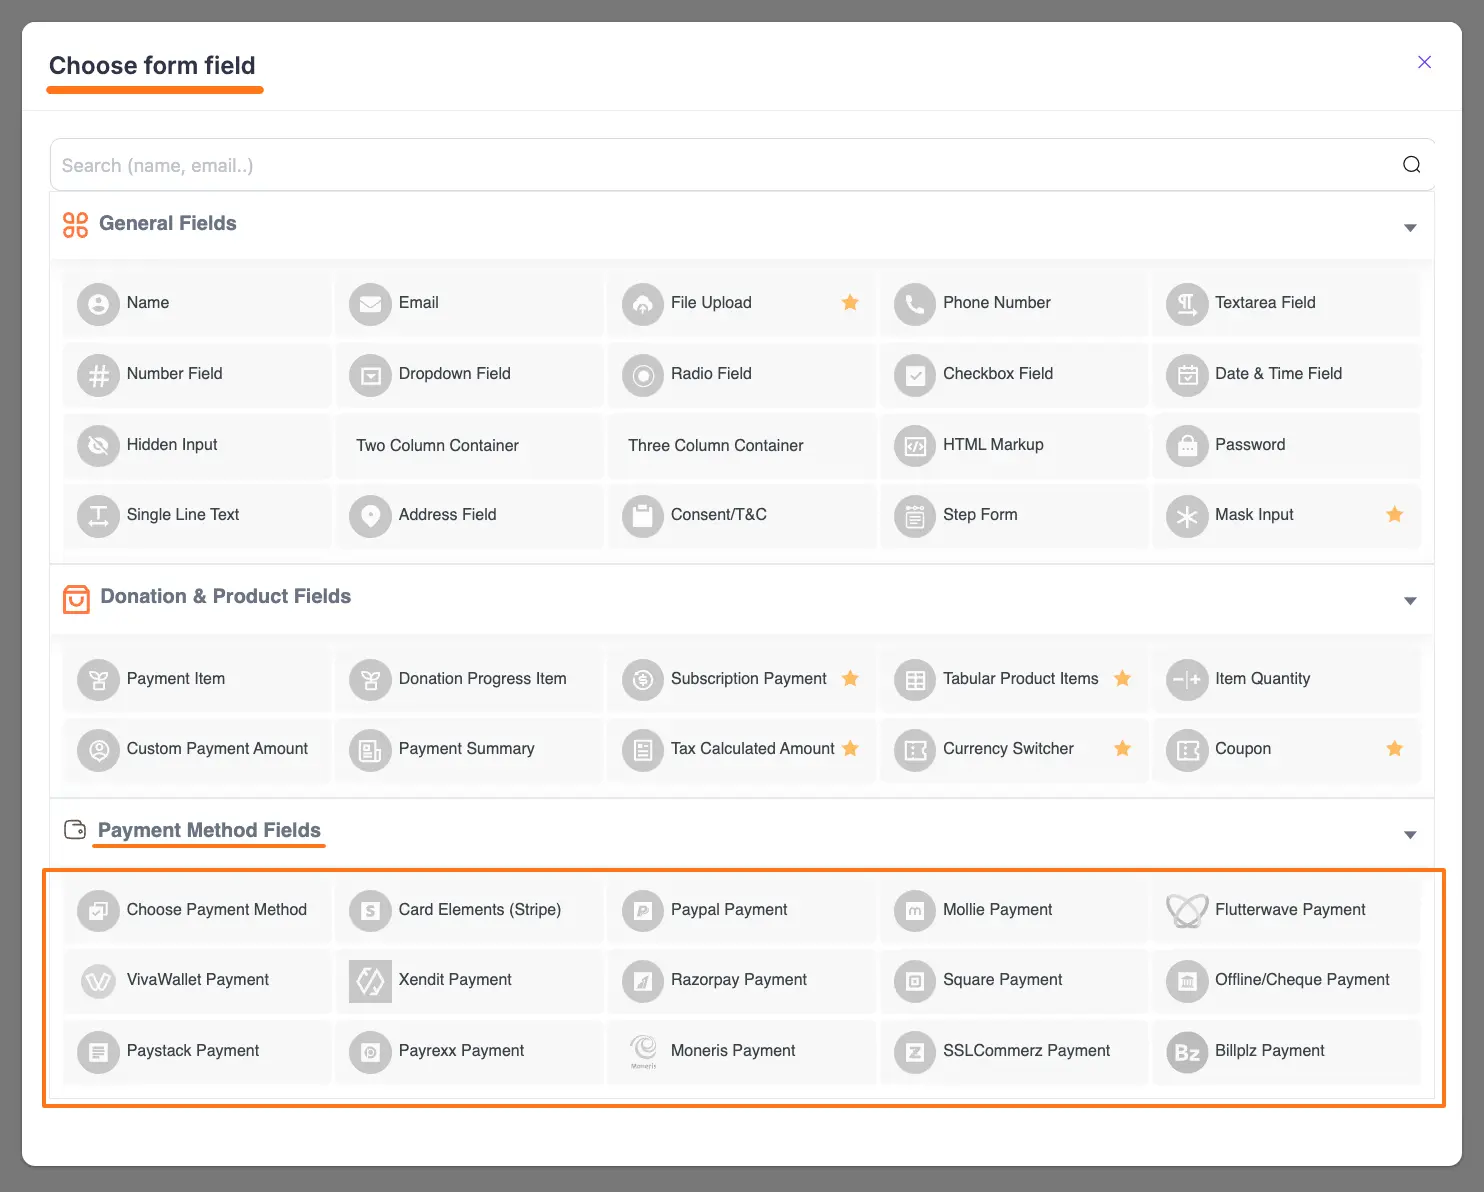 Choose form field
Search (name, email..)
General Fields
Name
Email
File Upload
Phone Number
Textarea Field
Number Field
Dropdown Field
Radio Field
Checkbox Field
Date & Time Field
Hidden Input
Two Column Container
Three Column Container
HTML Markup
Password
Single Line Text
Address Field
Consent/T&C
Step Form
Mask Input
Donation & Product Fields
Payment Item
Donation Progress Item
Subscription Payment
Tabular Product Items
Item Quantity
Custom Payment Amount
Payment Summary
Tax Calculated Amount
Currency Switcher
Coupon
Payment Method Fields
Choose Payment Method
Card Elements (Stripe)
Paypal Payment
Mollie Payment
Flutterwave Payment
VivaWallet Payment
Xendit Payment
Razorpay Payment
Square Payment
Offline/Cheque Payment
Paystack Payment
Payrexx Payment
Moneris
Moneris Payment
SSLCommerz Payment
Bz
Billplz Payment